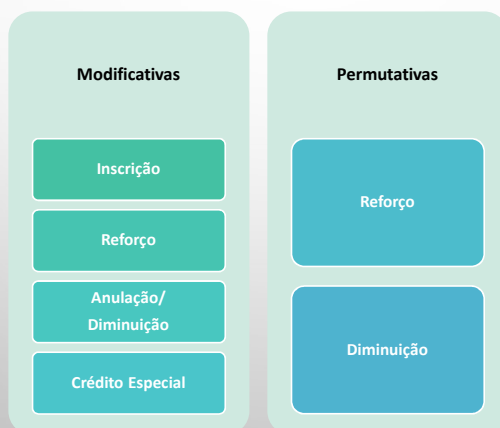 Modificativas
Inscrição
Reforço
Anulação/
Diminuição
Crédito Especial
Permutativas
Reforço
Diminuição